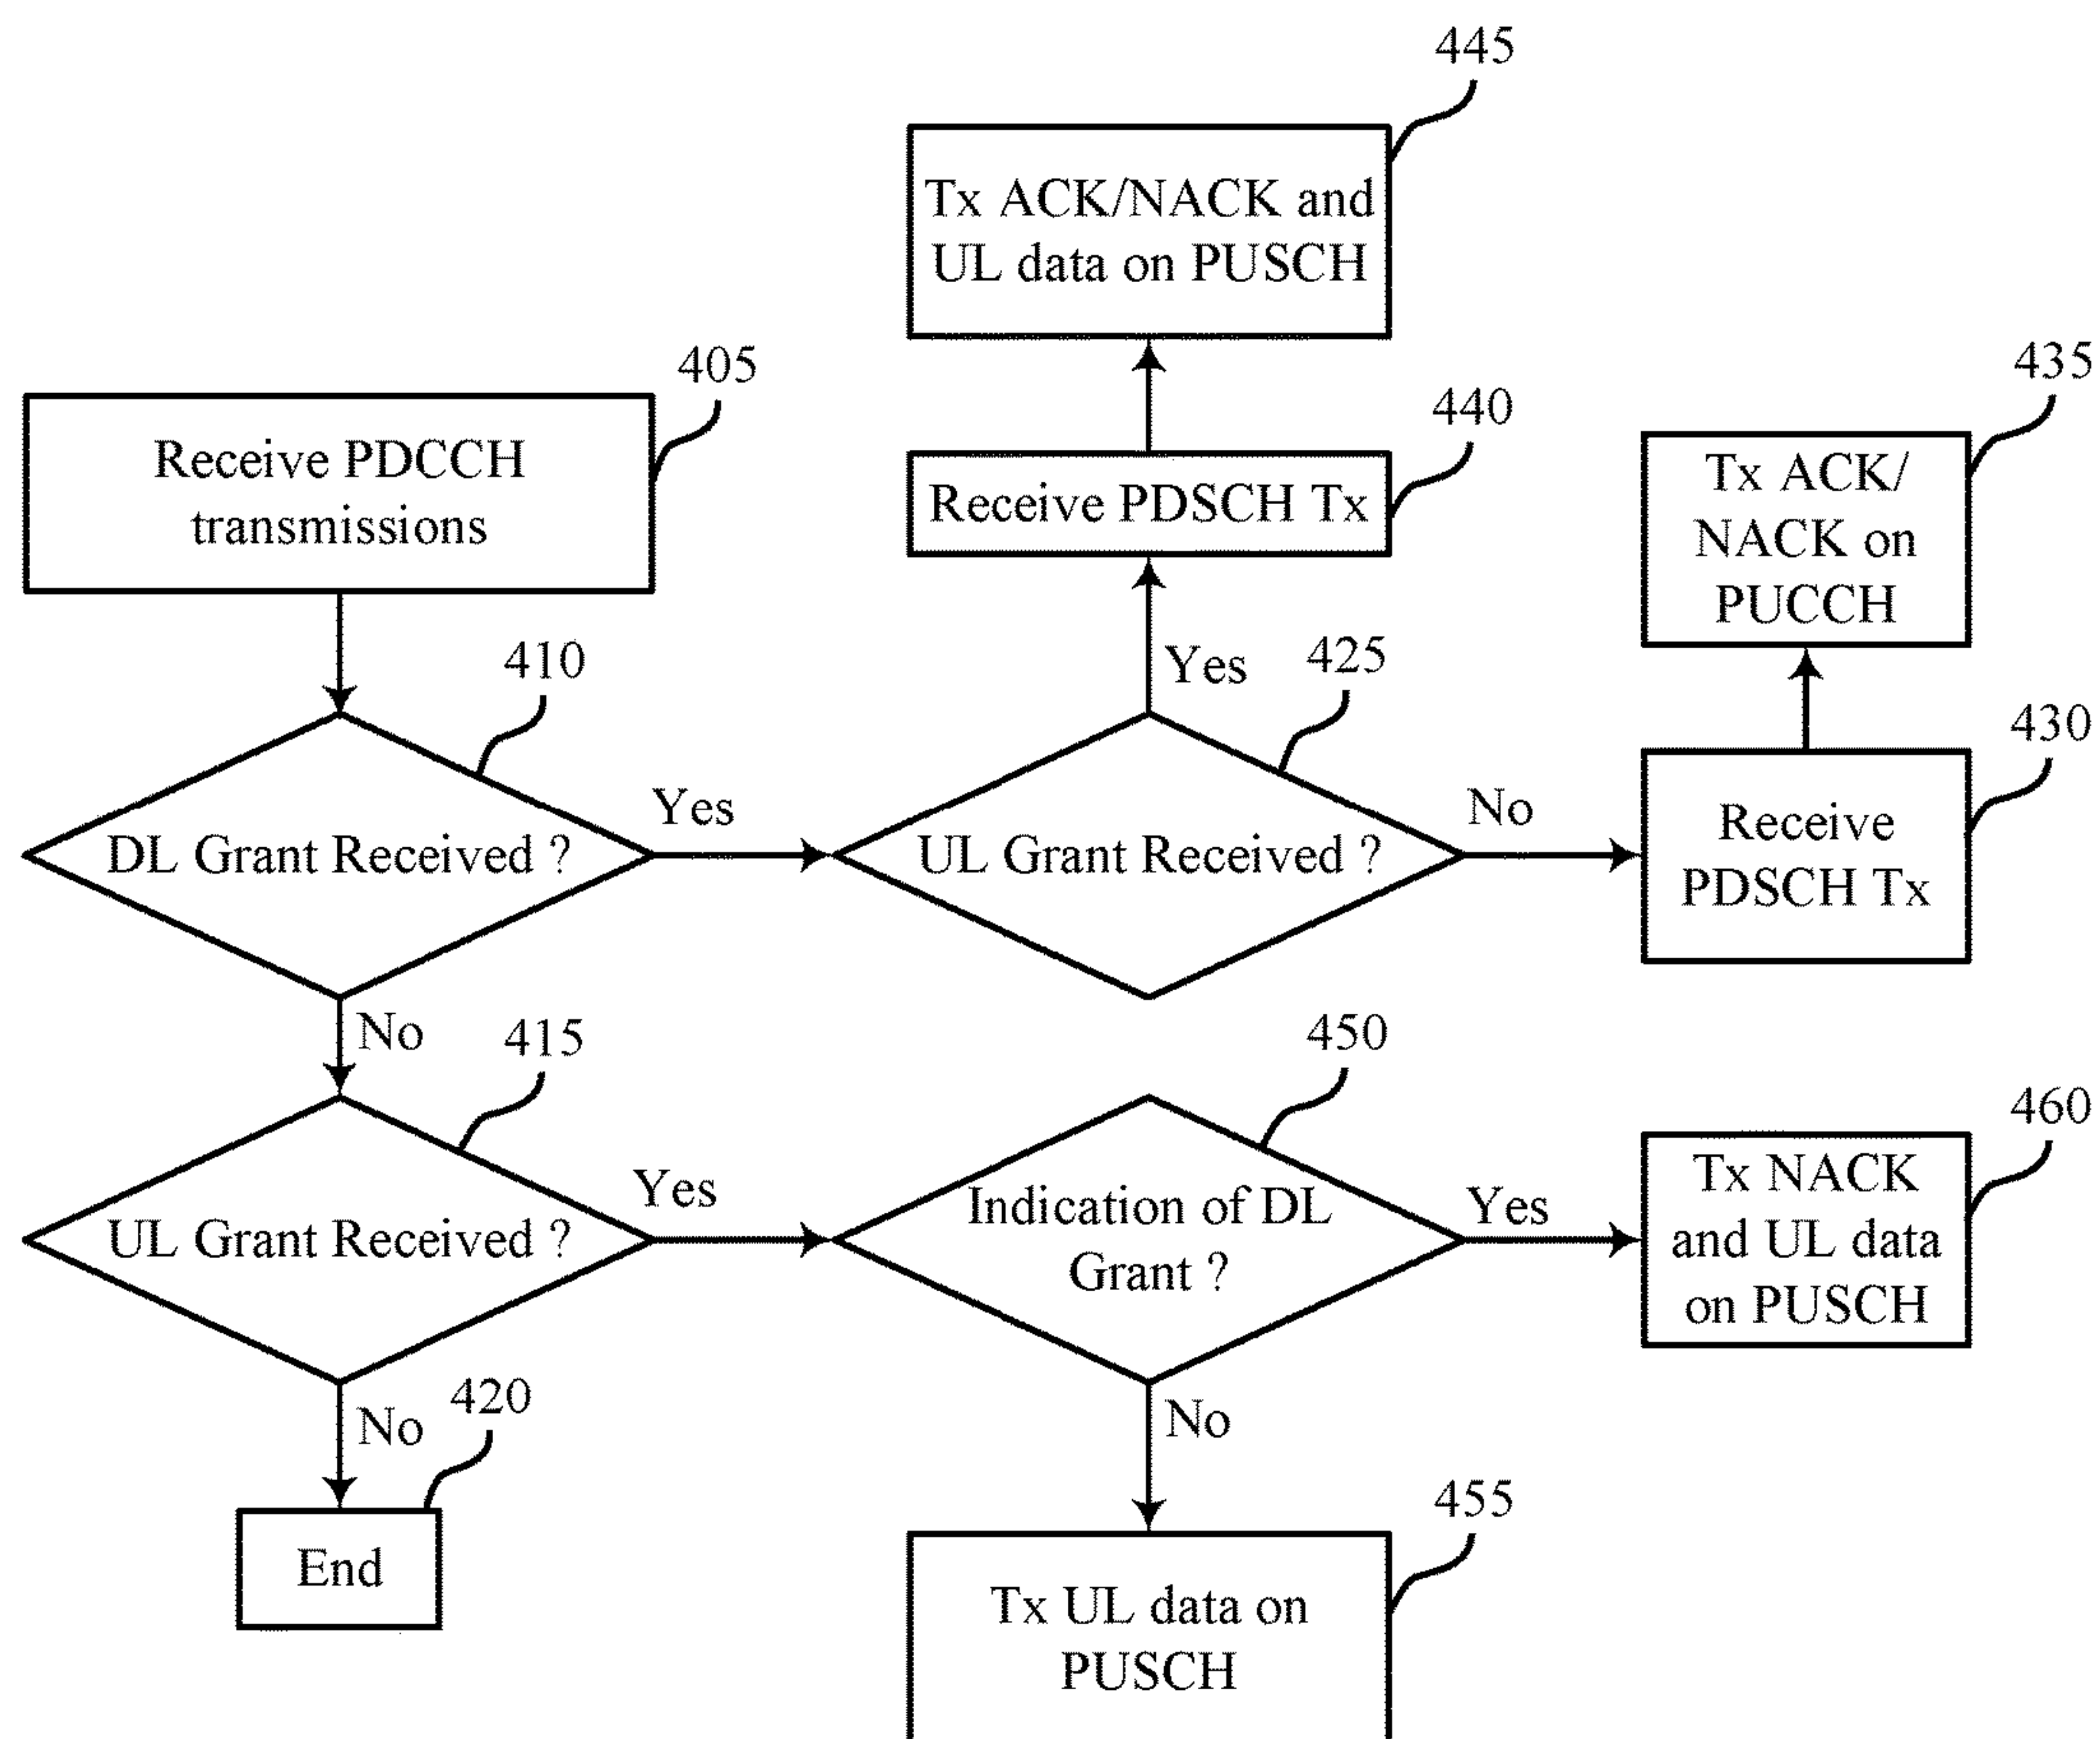 445
Tx ACK/NACK and
UL data on PUSCH
405
Receive PDCCH
transmissions
440
Receive PDSCH Tx
435
Tx ACK/
NACK on
PUCCH
410
DL Grant Received ?
Yes
425
Yes
UL Grant Received ?
No
430
Receive
PDSCH Tx
No
415
UL Grant Received ?
Yes
450
Indication of DL
Grant ?
Yes
460
Tx NACK
and UL data
on PUSCH
No
420
End
No
455
Tx UL data on
PUSCH